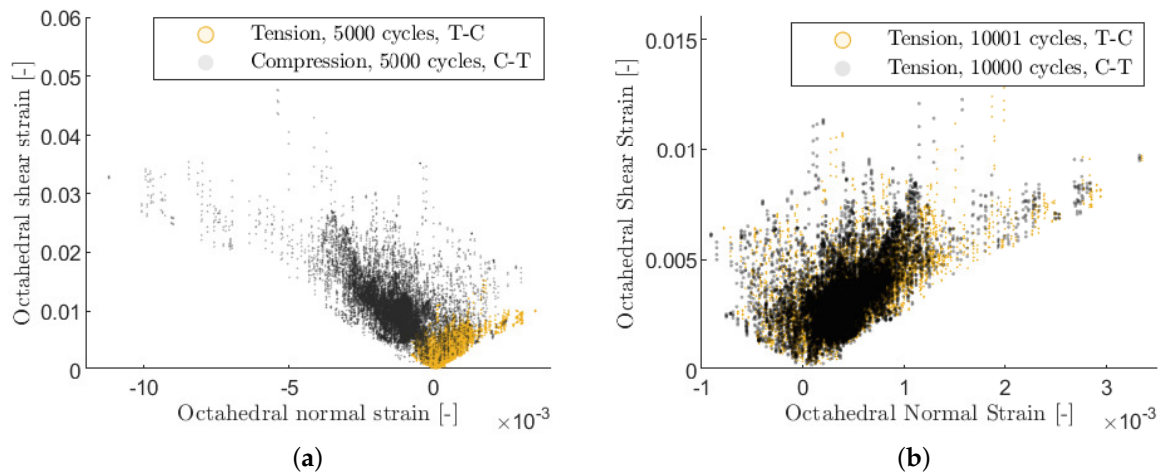 0.06
0.05
0.04
0.03
0.02
0.01
0
Octahedral shear strain [-]
Tension, 5000 cycles, T-C
Compression, 5000 cycles, C-T
-10
-5
0
Octahedral normal strain [-]
×10⁻³
(a)
0.015
0.01
0.005
0
Octahedral Shear Strain [-]
Tension, 10001 cycles, T-C
Tension, 10000 cycles, C-T
-1
0
1
2
3
Octahedral Normal Strain [-]
×10⁻³
(b)